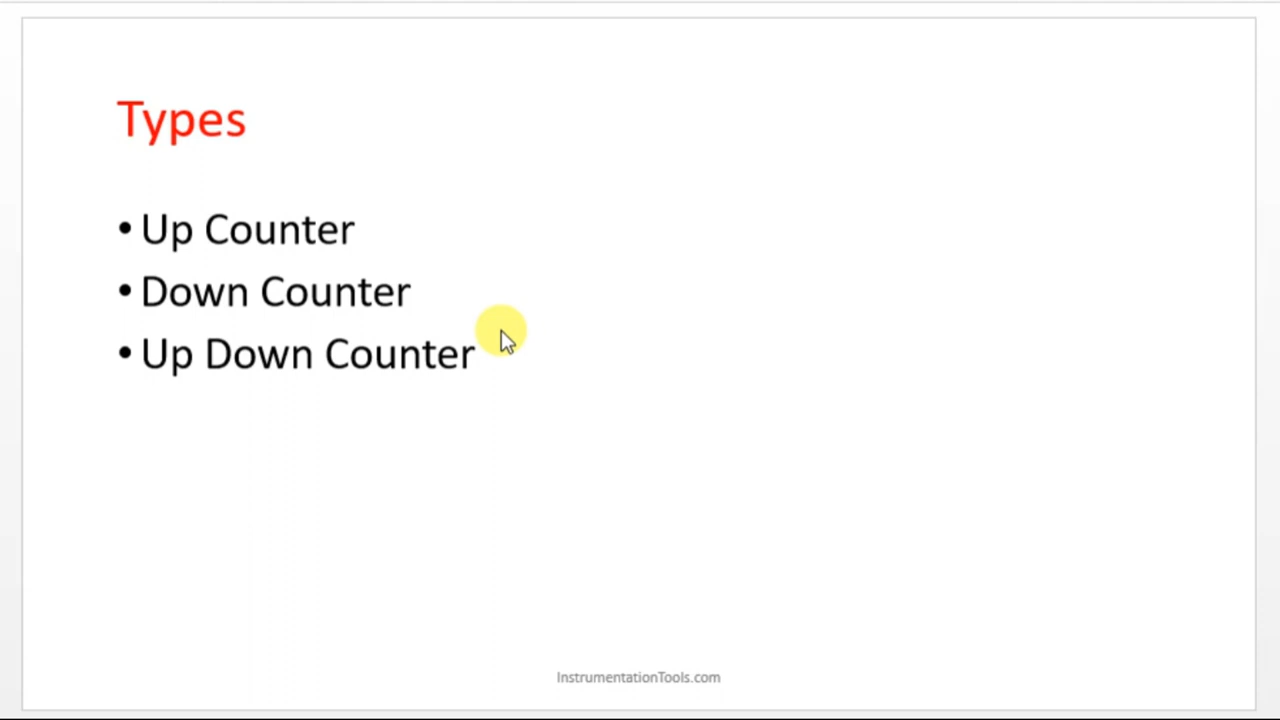 Types
• Up Counter
• Down Counter
• Up Down Counter
InstrumentationTools.com